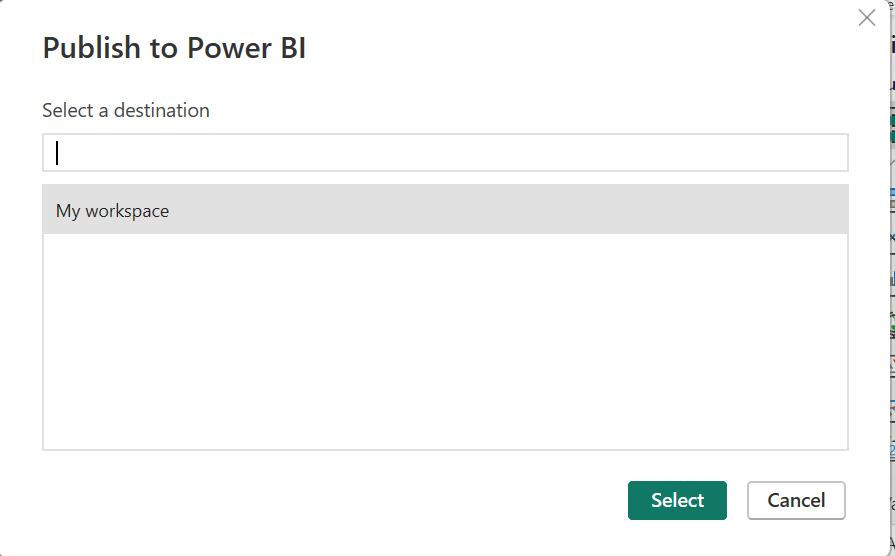 Publish to Power BI
Select a destination
My workspace
Select
Cancel